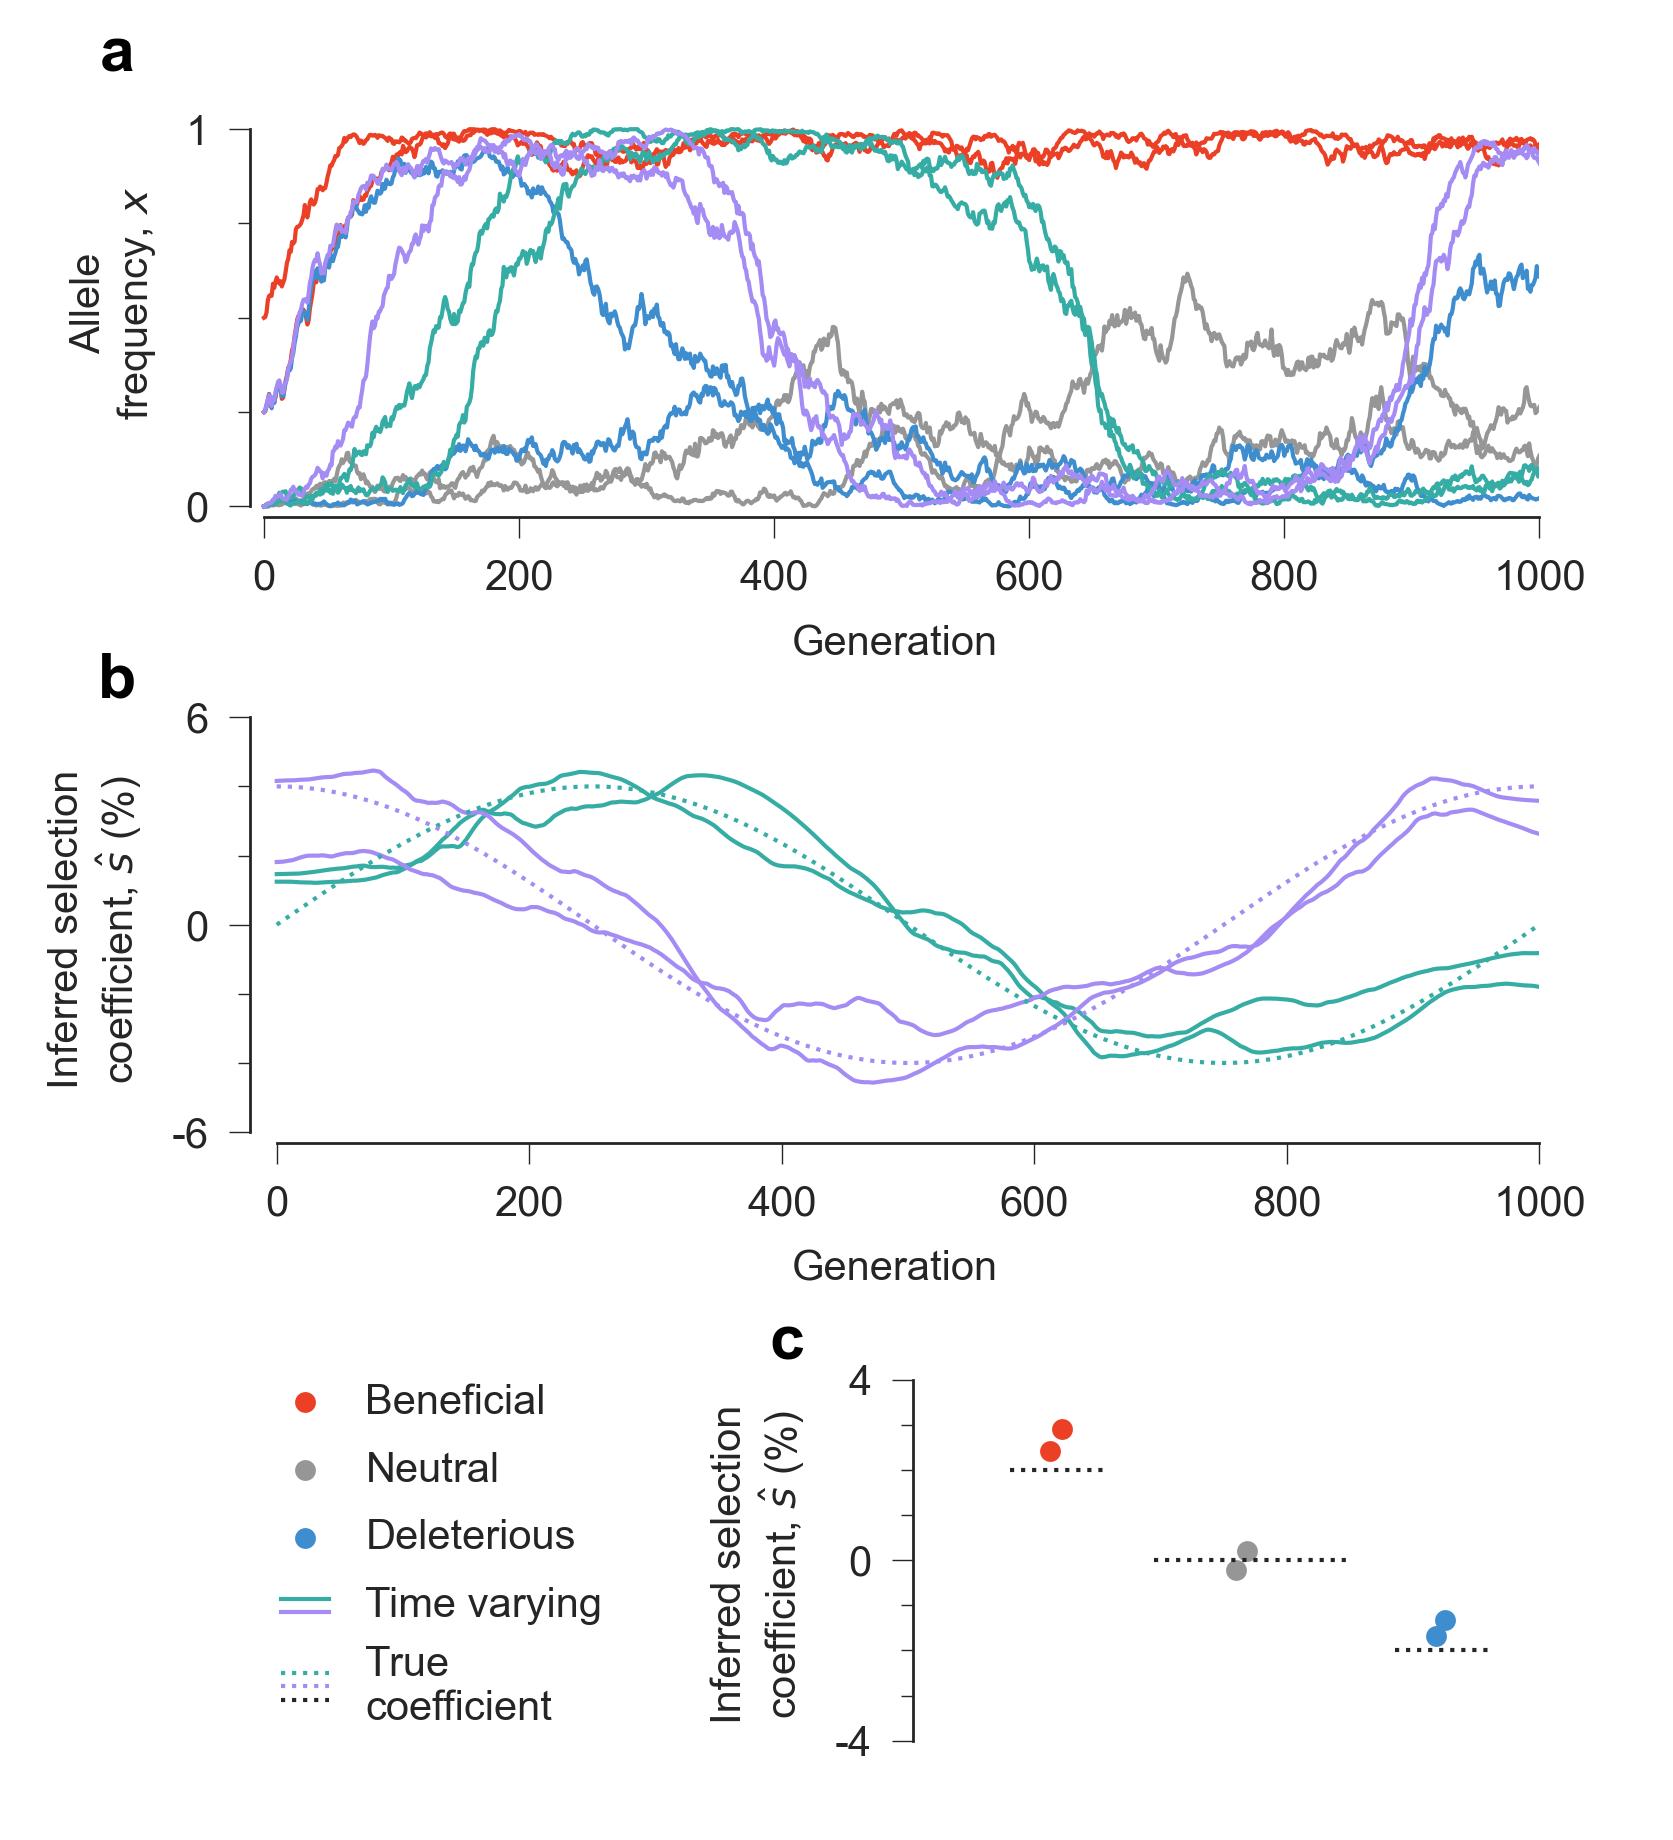 a
1
0
Allele
frequency, x
0 200 400 600 800 1000
Generation
b
6
0
-6
Inferred selection
coefficient, ŝ (%)
0 200 400 600 800 1000
Generation
Beneficial
Neutral
Deleterious
Time varying
True
coefficient
c
4
0
-4
Inferred selection
coefficient, ŝ (%)